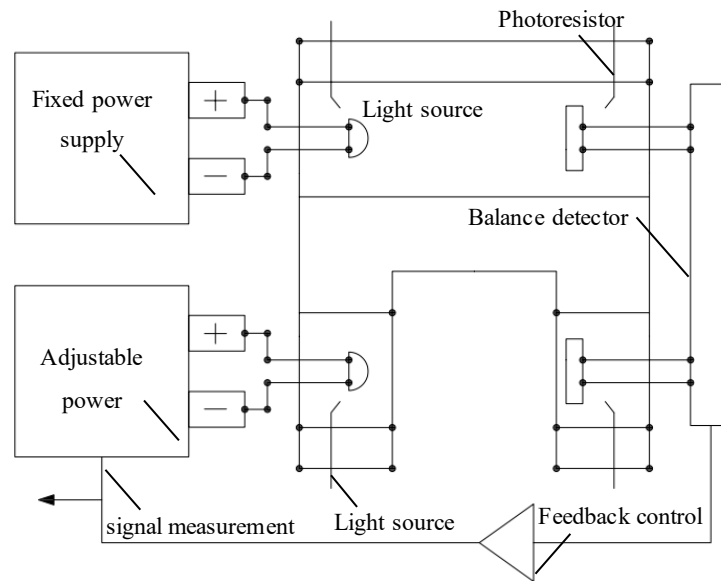 Photoresistor
Fixed power
supply
+
−
Light source
Balance detector
Adjustable
power
+
−
signal measurement
Light source
Feedback control